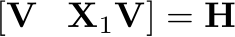 [𝐕 𝐗₁𝐕] = 𝐇